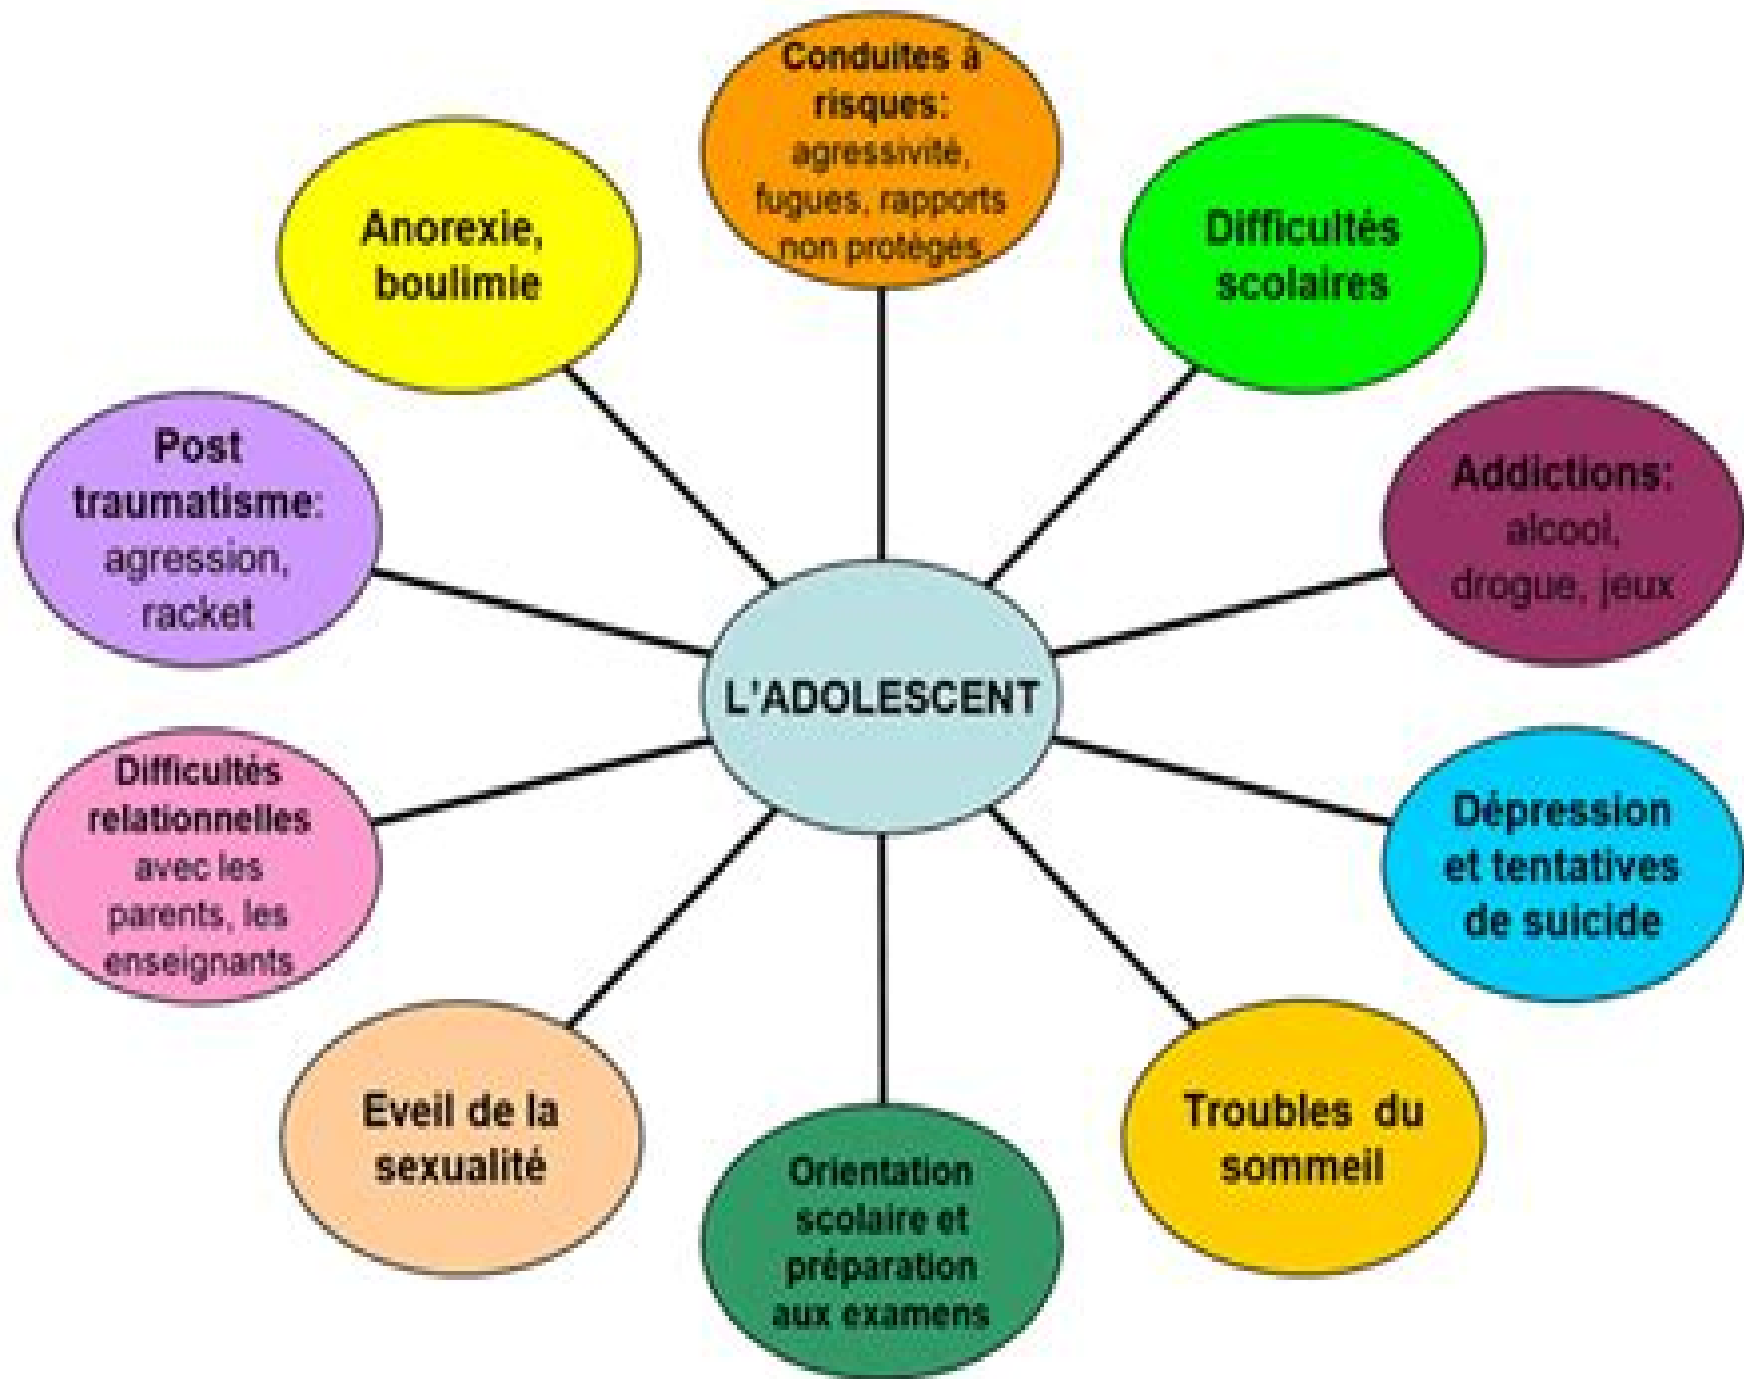 Conduites à
risques:
agressivité,
fugues, rapports
non protégés
Anorexie,
boulimie
Difficultés
scolaires
Post
traumatisme:
agression,
racket
Addictions:
alcool,
drogue, jeux
L'ADOLESCENT
Difficultés
relationnelles
avec les
parents, les
enseignants
Dépression
et tentatives
de suicide
Eveil de la
sexualité
Troubles du
sommeil
Orientation
scolaire et
préparation
aux examens